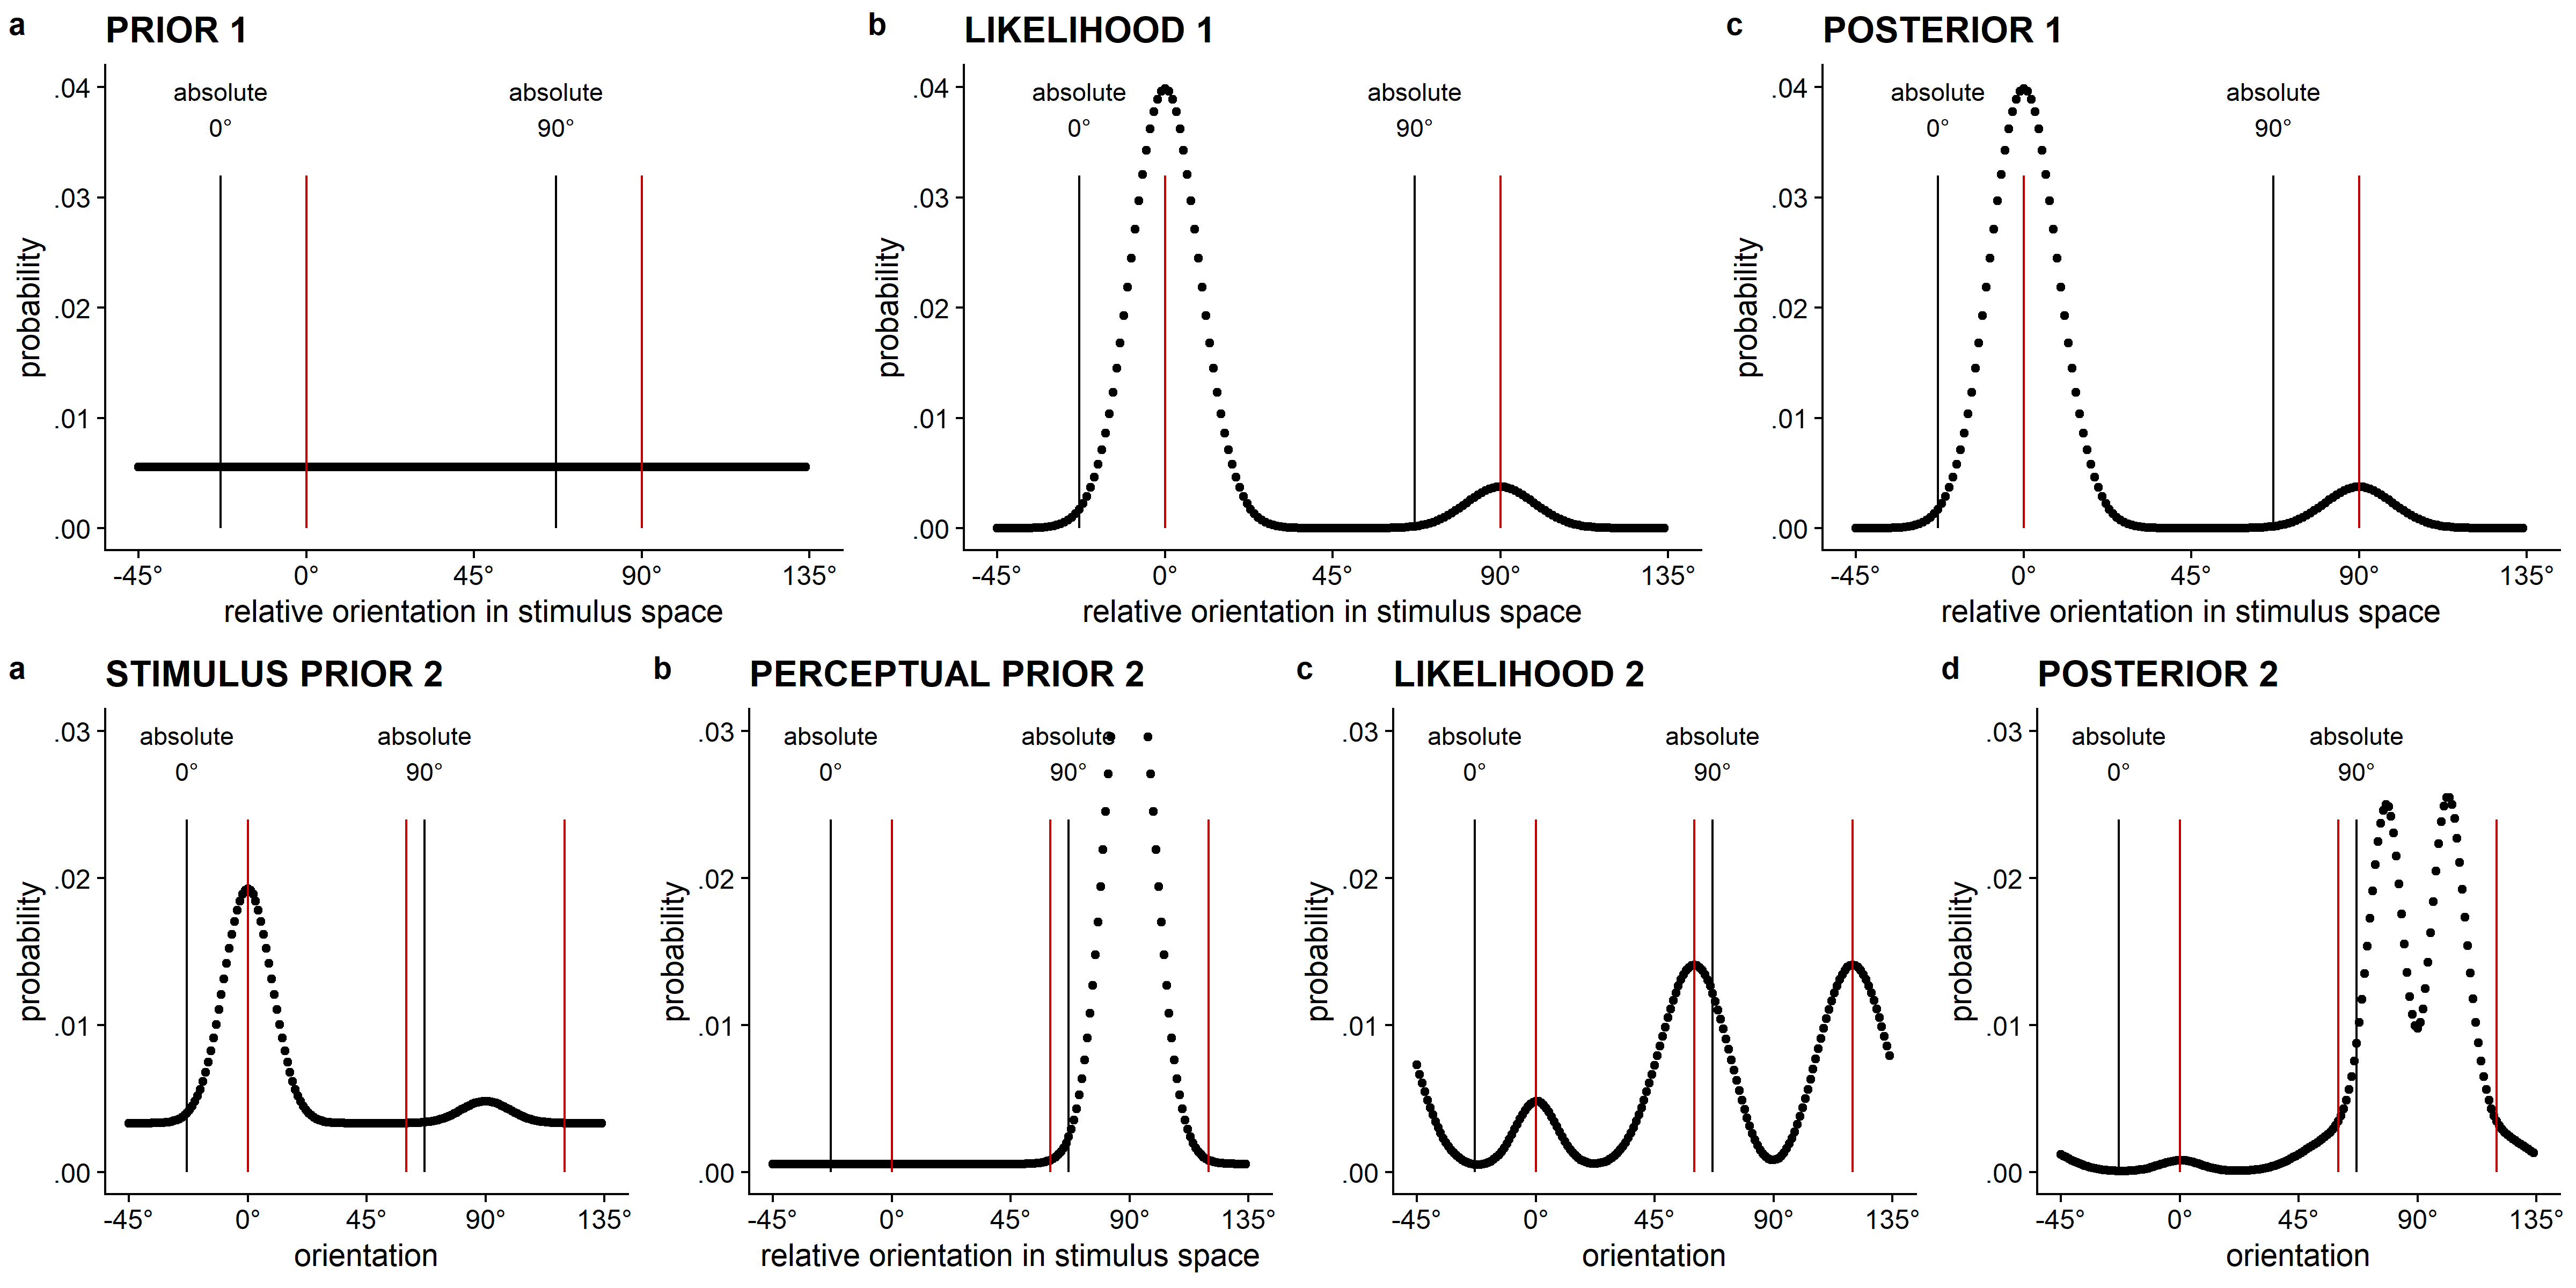 a PRIOR 1
absolute 0°
absolute 90°
.04
.03
.02
.01
.00
probability
-45° 0° 45° 90° 135°
relative orientation in stimulus space
b LIKELIHOOD 1
absolute 0°
absolute 90°
.04
.03
.02
.01
.00
probability
-45° 0° 45° 90° 135°
relative orientation in stimulus space
c POSTERIOR 1
absolute 0°
absolute 90°
.04
.03
.02
.01
.00
probability
-45° 0° 45° 90° 135°
relative orientation in stimulus space
a STIMULUS PRIOR 2
absolute 0°
absolute 90°
.03
.02
.01
.00
probability
-45° 0° 45° 90° 135°
orientation
b PERCEPTUAL PRIOR 2
absolute 0°
absolute 90°
.03
.02
.01
.00
probability
-45° 0° 45° 90° 135°
relative orientation in stimulus space
c LIKELIHOOD 2
absolute 0°
absolute 90°
.03
.02
.01
.00
probability
-45° 0° 45° 90° 135°
orientation
d POSTERIOR 2
absolute 0°
absolute 90°
.03
.02
.01
.00
probability
-45° 0° 45° 90° 135°
orientation